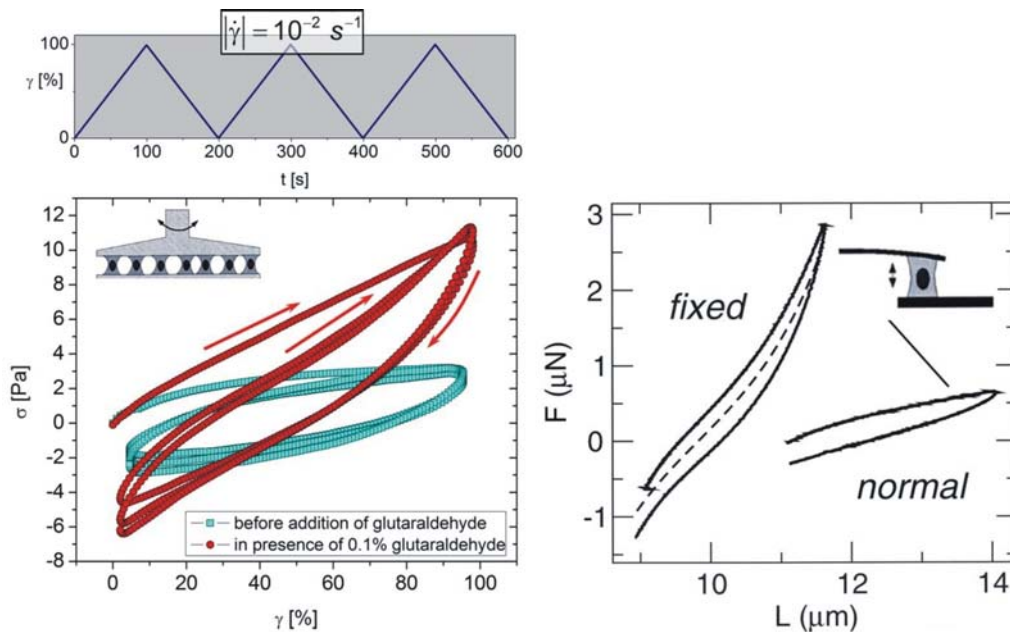 |γ̇| = 10⁻² s⁻¹
100
γ [%]
0
0 100 200 300 400 500 600
t [s]
12
10
8
6
4
2
0
-2
-4
-6
-8
σ [Pa]
before addition of glutaraldehyde
in presence of 0.1% glutaraldehyde
0 20 40 60 80 100
γ [%]
3
2
1
0
-1
F (μN)
fixed
normal
10 12 14
L (μm)